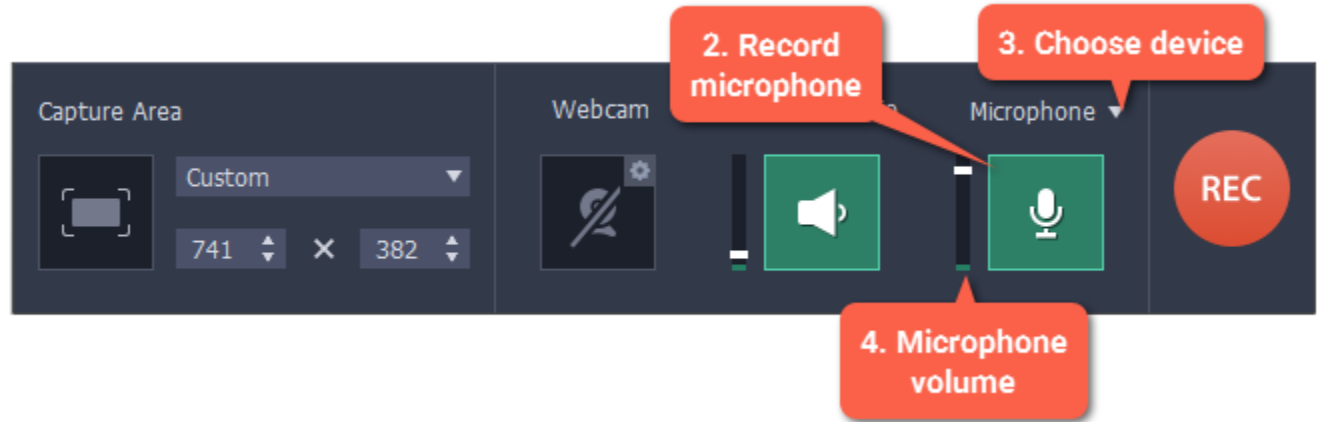 2. Record
microphone
3. Choose device
Capture Area
Webcam
Microphone
Custom
741 × 382
REC
4. Microphone
volume